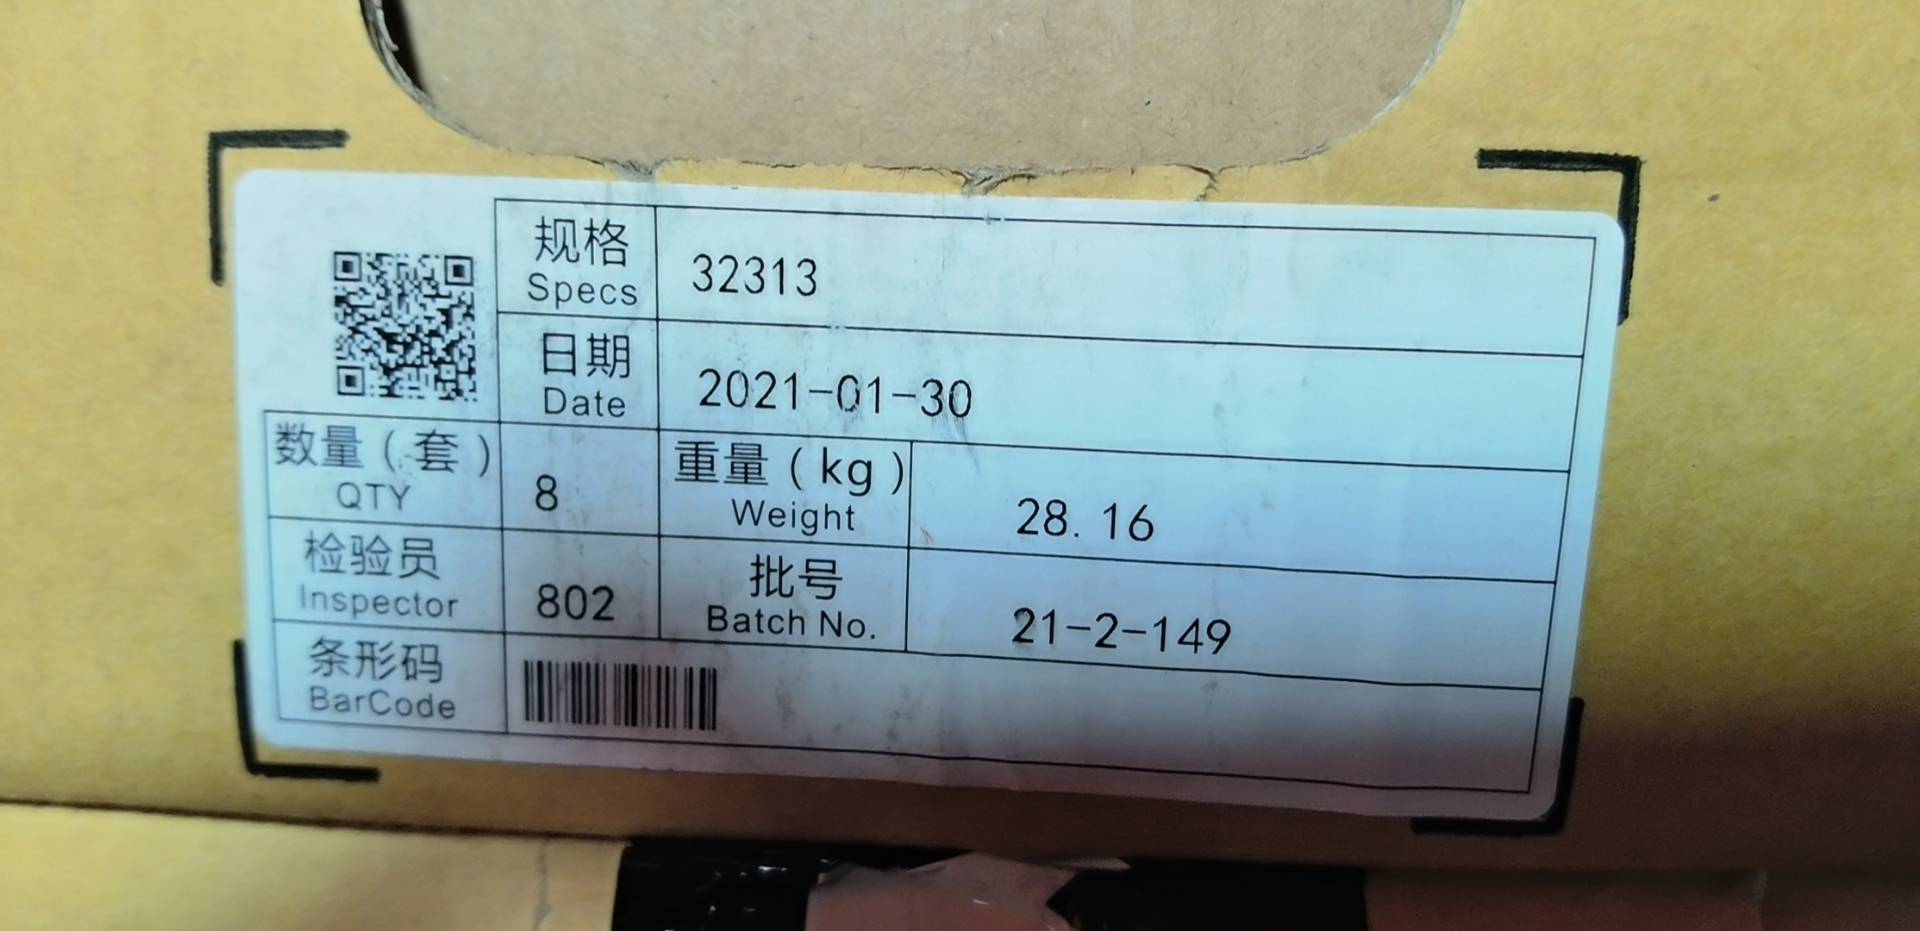 规格
Specs
32313
日期
Date
2021-01-30
数量(套)
QTY
8
重量(kg)
Weight
28.16
检验员
Inspector
802
批号
Batch No.
21-2-149
条形码
BarCode